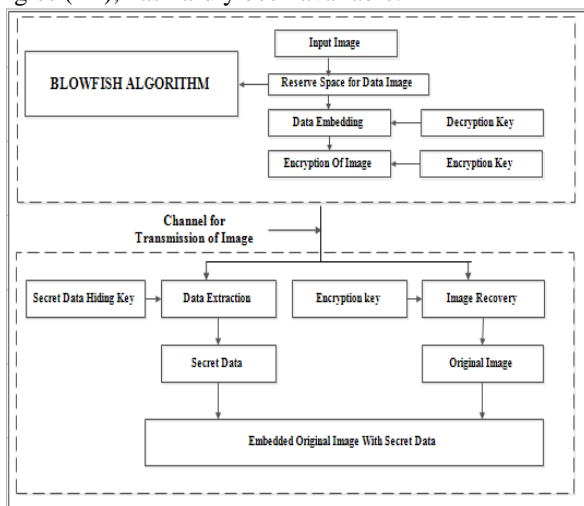 Input Image
BLOWFISH ALGORITHM
Reserve Space for Data Image
Data Embedding
Decryption Key
Encryption Of Image
Encryption Key
Channel for
Transmission of Image
Secret Data Hiding Key
Data Extraction
Encryption key
Image Recovery
Secret Data
Original Image
Embedded Original Image With Secret Data